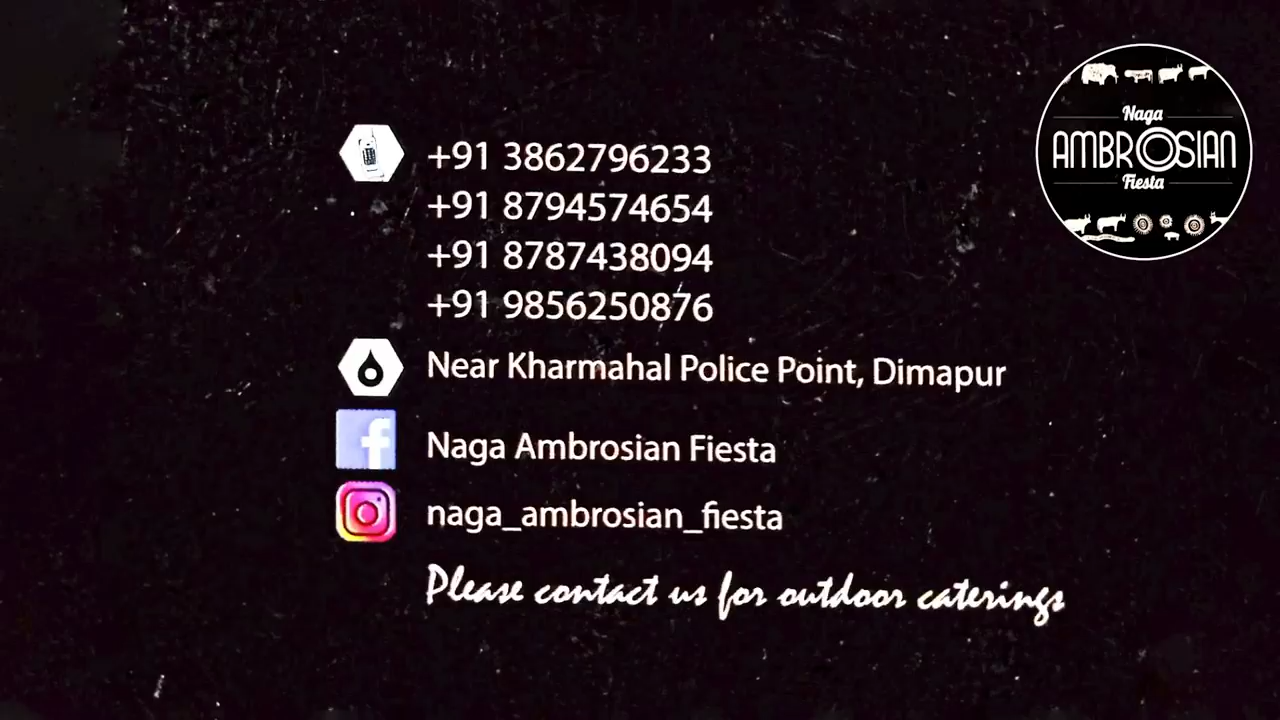 +91 3862796233
+91 8794574654
+91 8787438094
+91 9856250876
Near Kharmahal Police Point, Dimapur
Naga Ambrosian Fiesta
naga_ambrosian_fiesta
Please contact us for outdoor caterings
Naga
AMBROSIAN
Fiesta